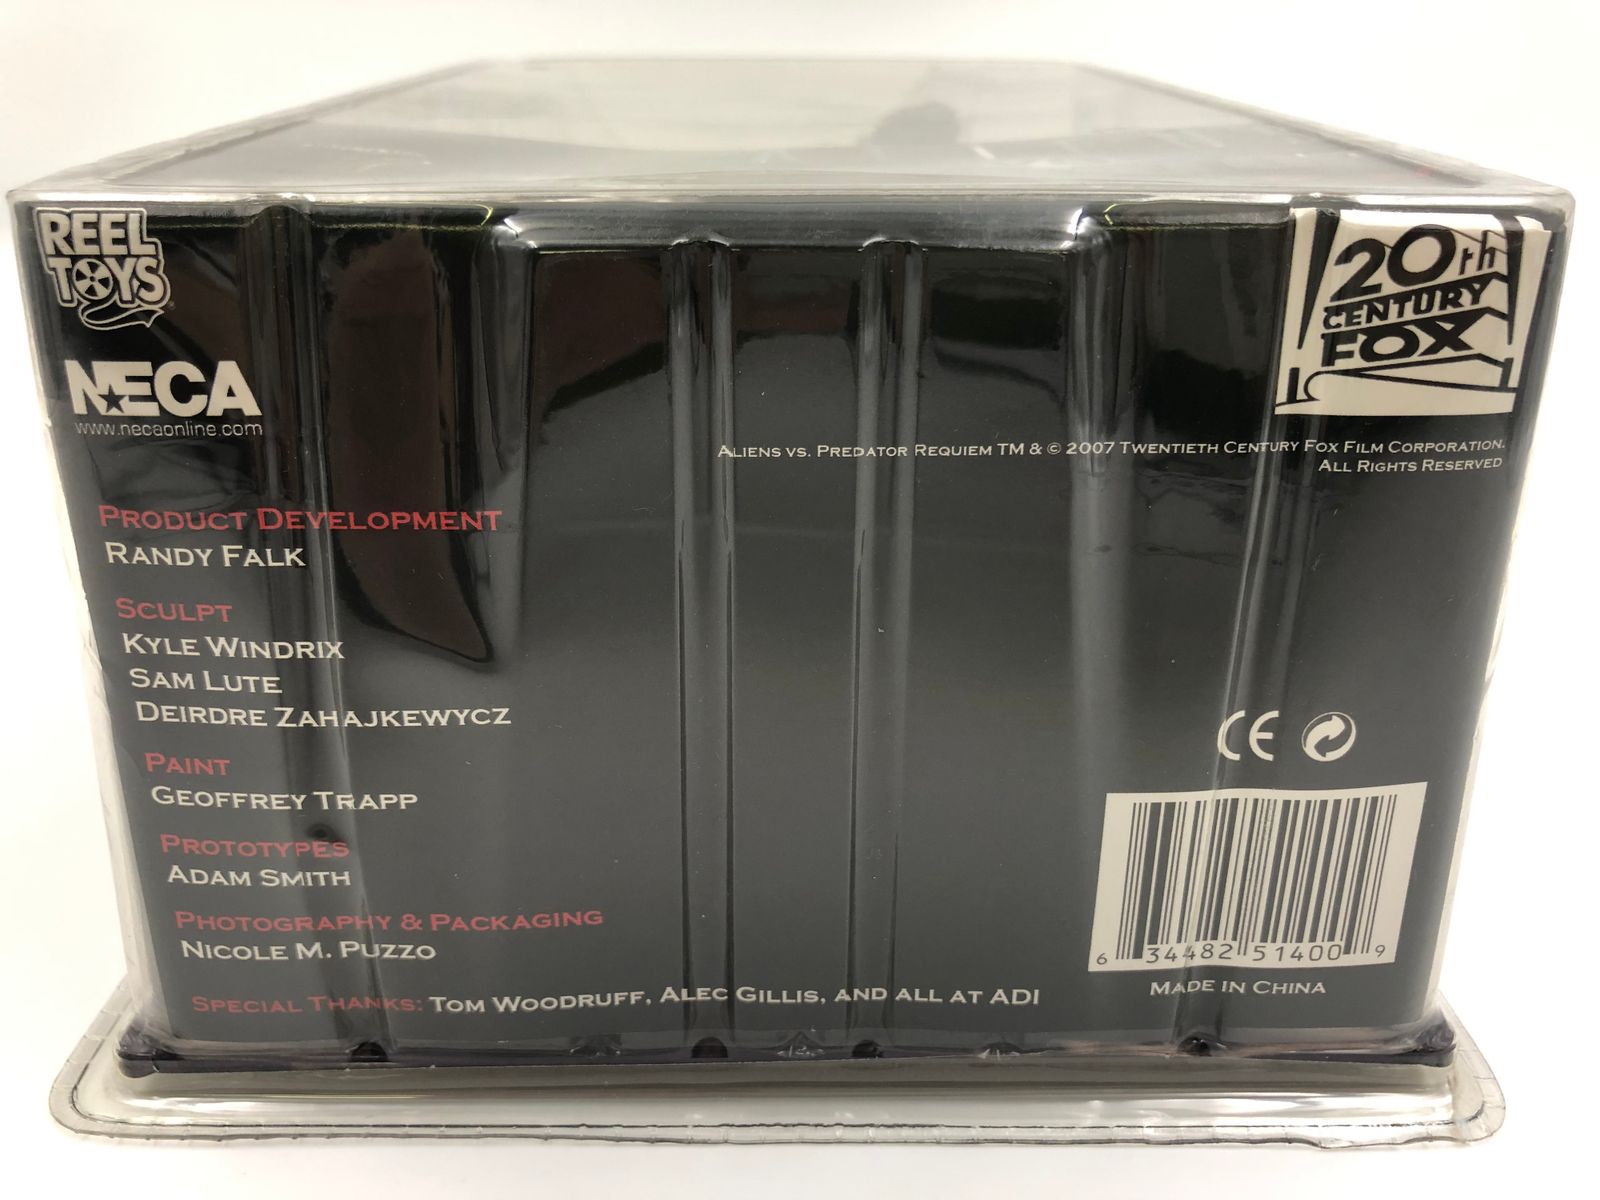 REEL
TOYS
NECA
www.necaonline.com
20th
CENTURY
FOX
ALIENS VS. PREDATOR REQUIEM TM & © 2007 TWENTIETH CENTURY FOX FILM CORPORATION.
ALL RIGHTS RESERVED
PRODUCT DEVELOPMENT
RANDY FALK
SCULPT
KYLE WINDRIX
SAM LUTE
DEIRDRE ZAHAJKEWYCZ
PAINT
GEOFFREY TRAPP
PROTOTYPES
ADAM SMITH
PHOTOGRAPHY & PACKAGING
NICOLE M. PUZZO
SPECIAL THANKS: TOM WOODRUFF, ALEC GILLIS, AND ALL AT ADI
CE
6 34482 51400 9
MADE IN CHINA